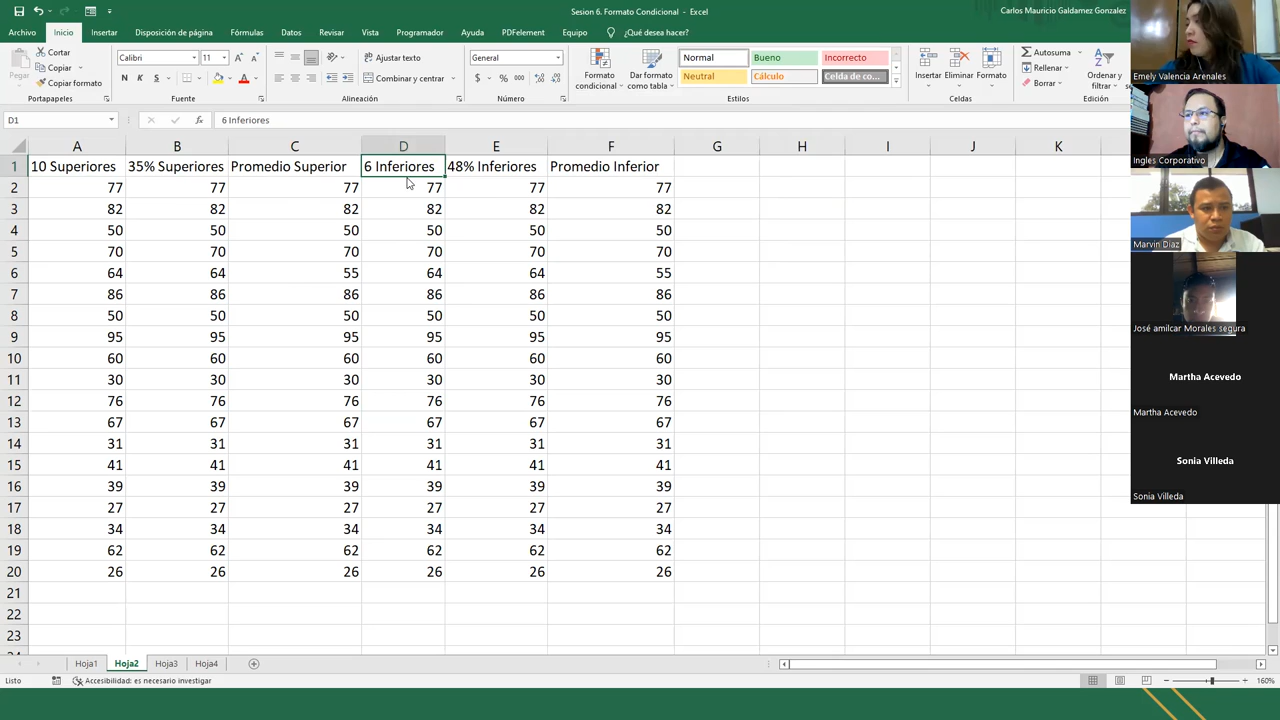 Sesion 6. Formato Condicional - Excel
Carlos Mauricio Galdamez Gonzalez
Archivo Inicio Insertar Disposición de página Fórmulas Datos Revisar Vista Programador Ayuda PDFelement Equipo ¿Qué desea hacer?
Pegar
Cortar
Copiar
Copiar formato
Portapapeles
Calibri 11
N K S
Fuente
Ajustar texto
Combinar y centrar
Alineación
General
$ % 000
Número
Formato condicional
Dar formato como tabla
Normal Bueno Incorrecto
Neutral Cálculo Celda de co...
Estilos
Insertar Eliminar Formato
Celdas
Autosuma
Rellenar
Borrar
Ordenar y filtrar
Edición
D1 fx 6 Inferiores
A B C D E F G H I J K
1 10 Superiores 35% Superiores Promedio Superior 6 Inferiores 48% Inferiores Promedio Inferior
2 77 77 77 77 77 77
3 82 82 82 82 82 82
4 50 50 50 50 50 50
5 70 70 70 70 70 70
6 64 64 55 64 64 55
7 86 86 86 86 86 86
8 50 50 50 50 50 50
9 95 95 95 95 95 95
10 60 60 60 60 60 60
11 30 30 30 30 30 30
12 76 76 76 76 76 76
13 67 67 67 67 67 67
14 31 31 31 31 31 31
15 41 41 41 41 41 41
16 39 39 39 39 39 39
17 27 27 27 27 27 27
18 34 34 34 34 34 34
19 62 62 62 62 62 62
20 26 26 26 26 26 26
21
22
23
Hoja1 Hoja2 Hoja3 Hoja4
Listo Accesibilidad: es necesario investigar 160%
Emely Valencia Arenales
Ingles Corporativo
Marvin Diaz
José amilcar Morales segura
Martha Acevedo
Martha Acevedo
Sonia Villeda
Sonia Villeda